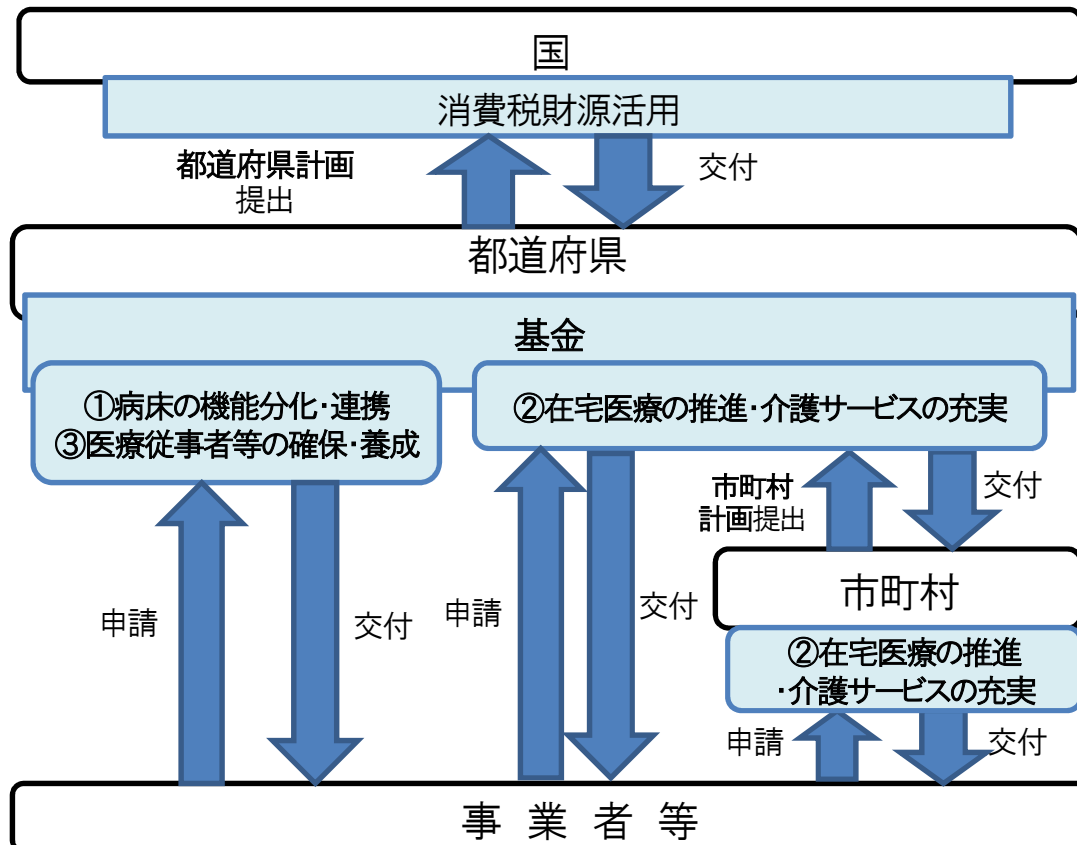 国
消費税財源活用
都道府県計画
提出
交付
都道府県
基金
①病床の機能分化・連携
③医療従事者等の確保・養成
②在宅医療の推進・介護サービスの充実
市町村
計画提出
交付
申請
交付
申請
交付
市町村
②在宅医療の推進
・介護サービスの充実
申請
交付
事業者等